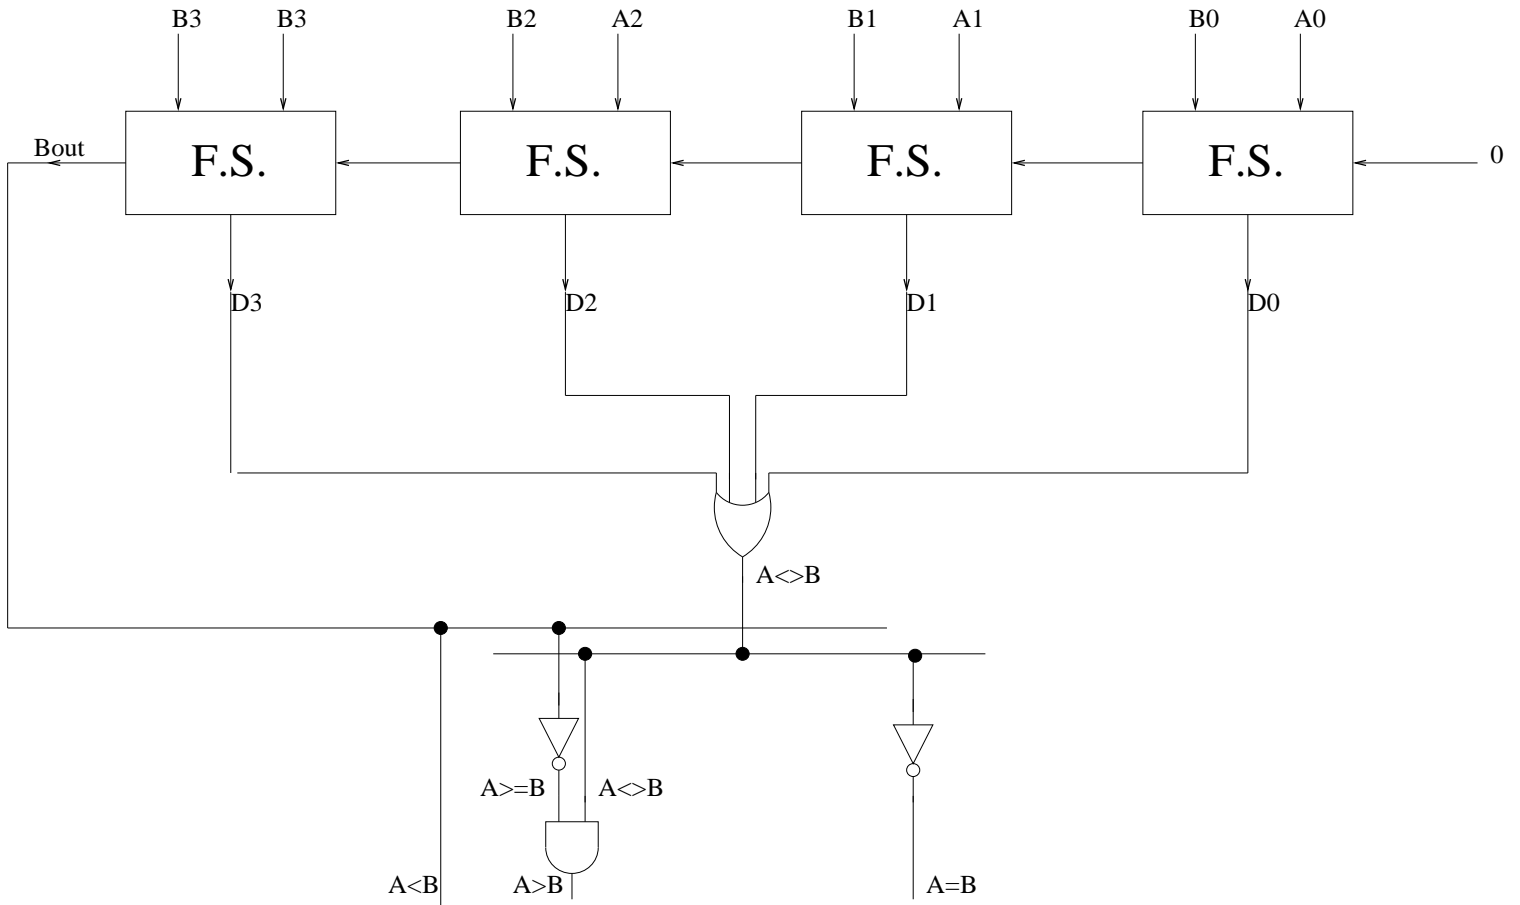 B3 B3 B2 A2 B1 A1 B0 A0
Bout F.S. F.S. F.S. F.S. 0
D3 D2 D1 D0
A<>B
A>=B A<>B
A<B A>B A=B